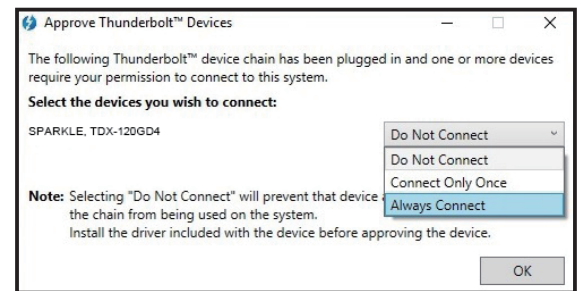 Approve Thunderbolt™ Devices
The following Thunderbolt™ device chain has been plugged in and one or more devices
require your permission to connect to this system.
Select the devices you wish to connect:
SPARKLE, TDX-120GD4
Do Not Connect
Do Not Connect
Connect Only Once
Always Connect
Note: Selecting "Do Not Connect" will prevent that device
the chain from being used on the system.
Install the driver included with the device before approving the device.
OK